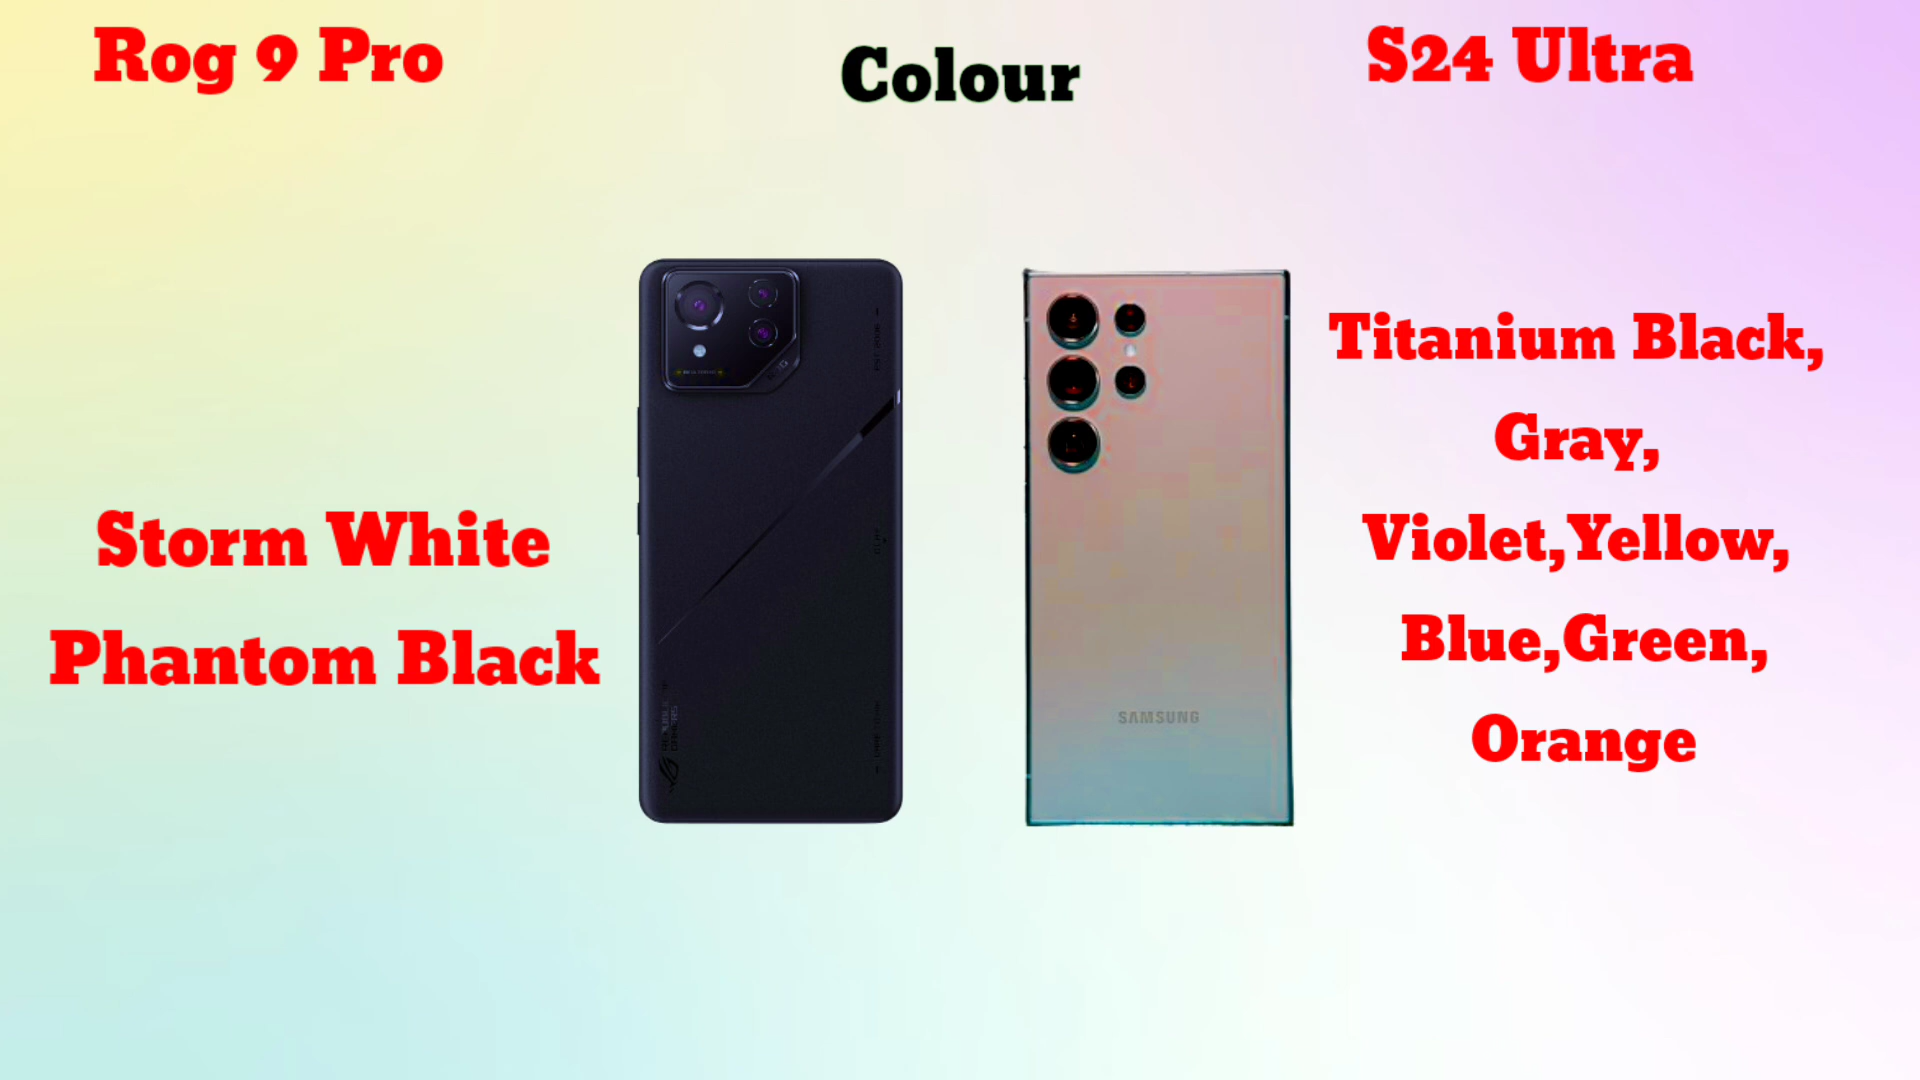 Rog 9 Pro
Colour
S24 Ultra
Storm White
Phantom Black
Titanium Black,
Gray,
Violet,Yellow,
Blue,Green,
Orange
SAMSUNG